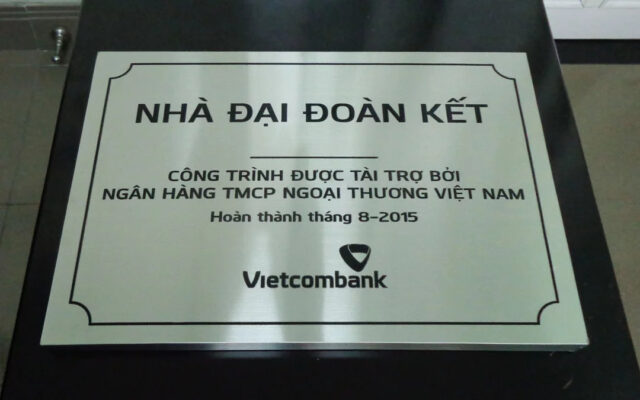 NHÀ ĐẠI ĐOÀN KẾT
CÔNG TRÌNH ĐƯỢC TÀI TRỢ BỞI
NGÂN HÀNG TMCP NGOẠI THƯƠNG VIỆT NAM
Hoàn thành tháng 8-2015
Vietcombank